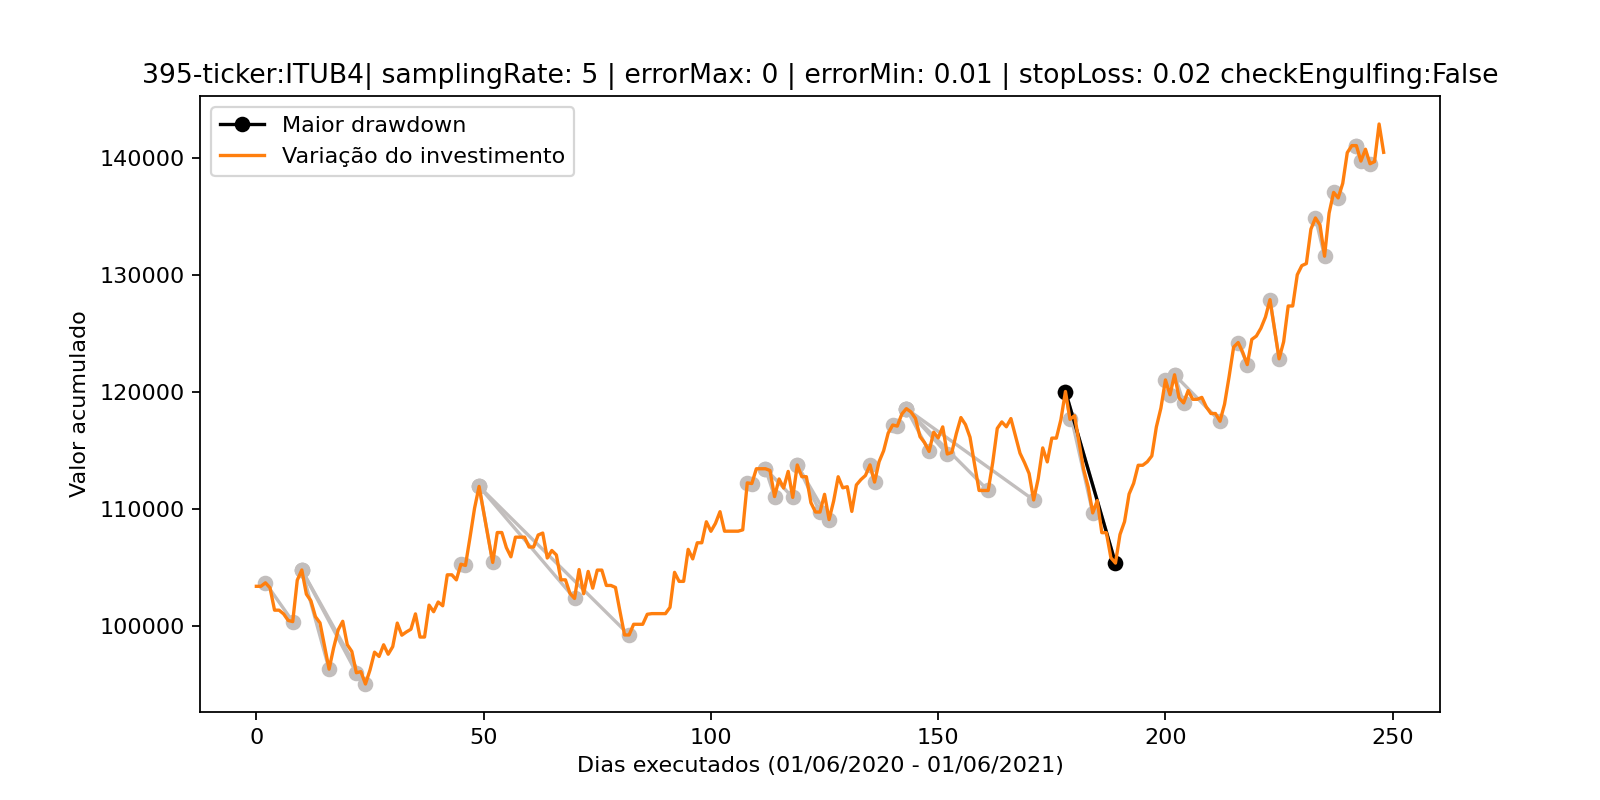 395-ticker:ITUB4| samplingRate: 5 | errorMax: 0 | errorMin: 0.01 | stopLoss: 0.02 checkEngulfing:False
Maior drawdown
Variação do investimento
140000
130000
120000
110000
100000
Valor acumulado
0 50 100 150 200 250
Dias executados (01/06/2020 - 01/06/2021)